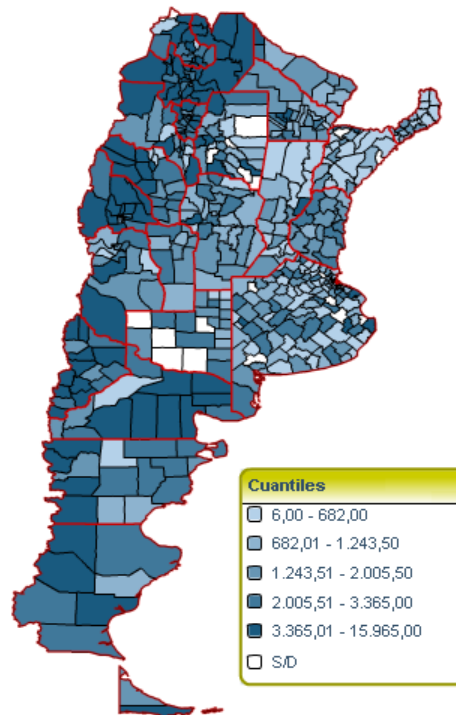 Cuantiles
6,00 - 682,00
682,01 - 1.243,50
1.243,51 - 2.005,50
2.005,51 - 3.365,00
3.365,01 - 15.965,00
S/D